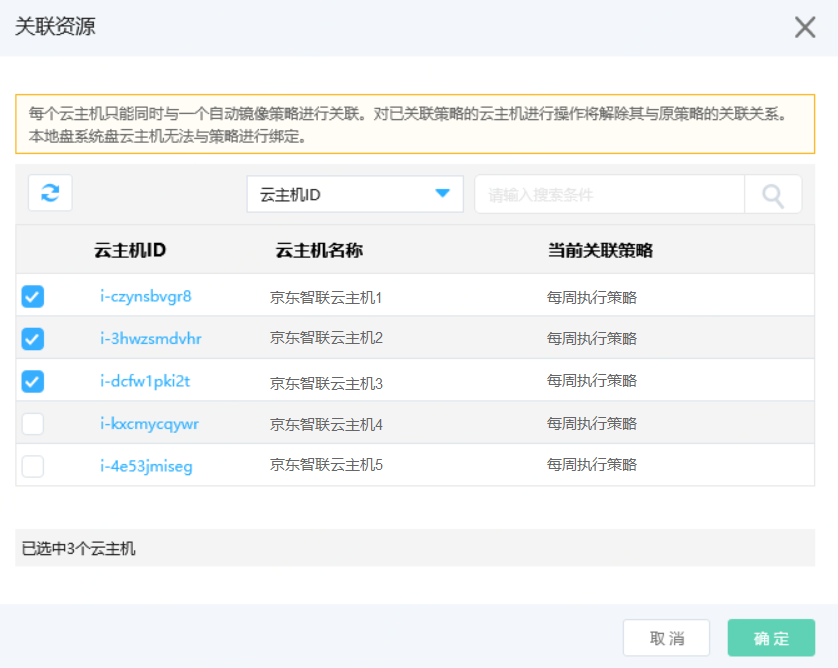 关联资源
每个云主机只能同时与一个自动镜像策略进行关联。对已关联策略的云主机进行操作将解除其与原策略的关联关系。
本地盘系统盘云主机无法与策略进行绑定。
云主机ID 请输入搜索条件
云主机ID 云主机名称 当前关联策略
i-czynsbvgr8 京东智联云主机1 每周执行策略
i-3hwzsmdvhr 京东智联云主机2 每周执行策略
i-dcfw1pki2t 京东智联云主机3 每周执行策略
i-kxcmycqywr 京东智联云主机4 每周执行策略
i-4e53jmiseg 京东智联云主机5 每周执行策略
已选中3个云主机
取消 确定